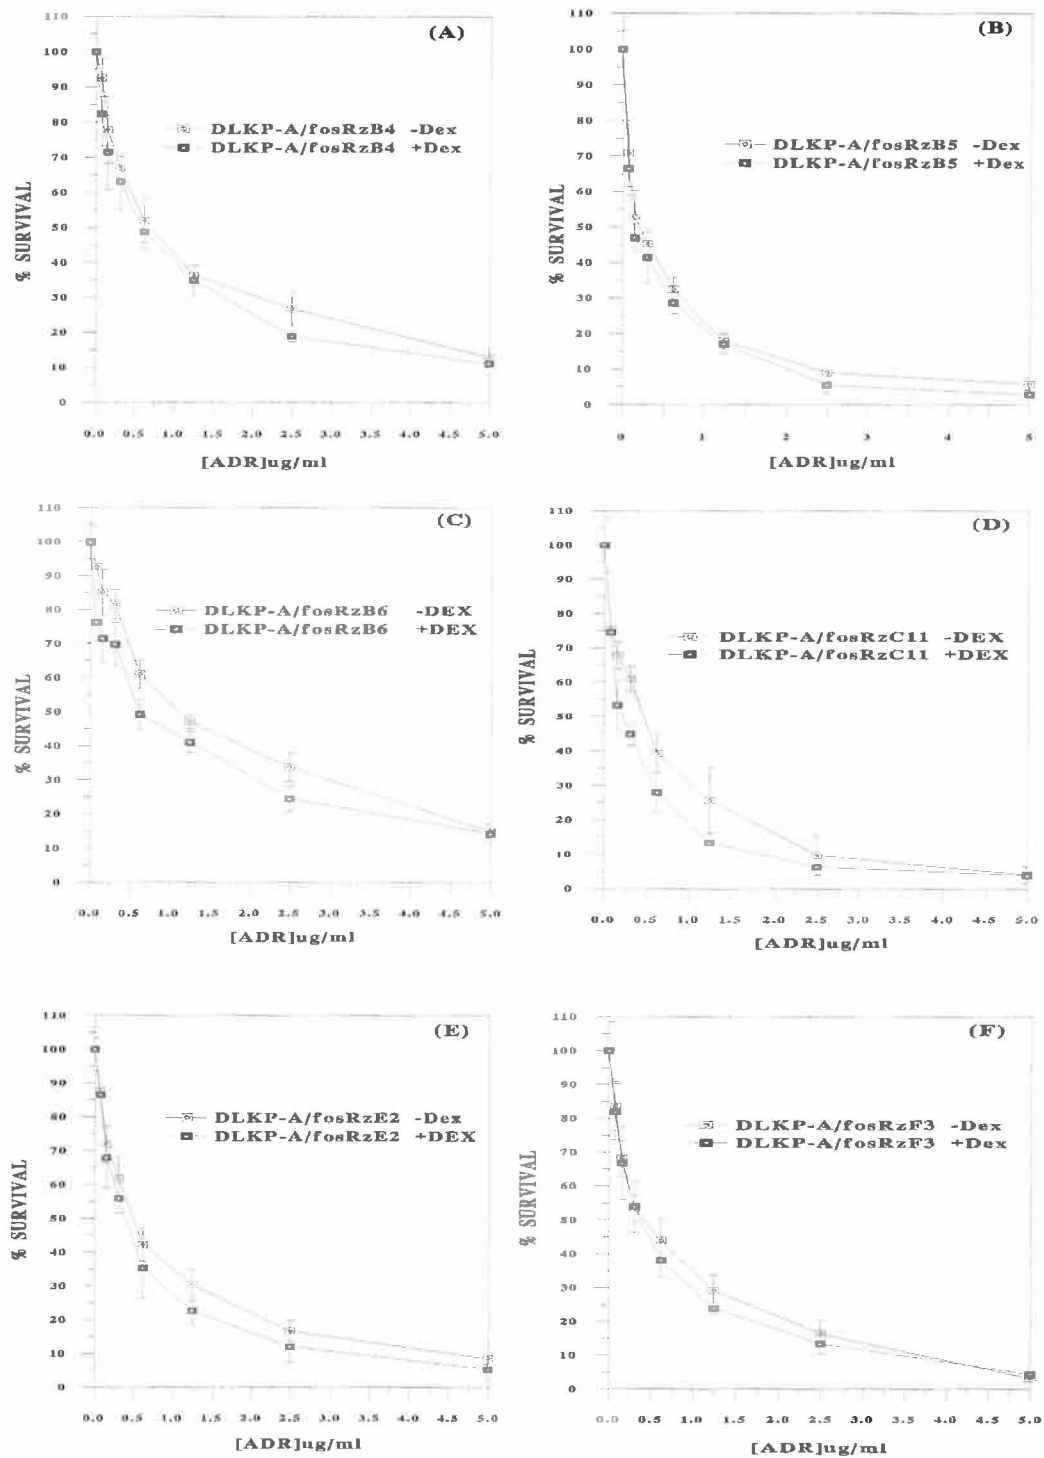 (A)
% SURVIVAL
110
100
90
80
70
60
50
40
30
20
10
0
DLKP-A/fosRzB4 -Dex
DLKP-A/fosRzB4 +Dex
0.0 0.5 1.0 1.5 2.0 2.5 3.0 3.5 4.0 4.5 5.0
[ADR]ug/ml
(B)
% SURVIVAL
110
100
90
80
70
60
50
40
30
20
10
0
DLKP-A/fosRzB5 -Dex
DLKP-A/fosRzB5 +Dex
0 1 2 3 4 5
[ADR]ug/ml
(C)
% SURVIVAL
110
100
90
80
70
60
50
40
30
20
10
0
DLKP-A/fosRzB6 -DEX
DLKP-A/fosRzB6 +DEX
0.0 0.5 1.0 1.5 2.0 2.5 3.0 3.5 4.0 4.5 5.0
[ADR]ug/ml
(D)
% SURVIVAL
110
100
90
80
70
60
50
40
30
20
10
0
DLKP-A/fosRzC11 -DEX
DLKP-A/fosRzC11 +DEX
0.0 0.5 1.0 1.5 2.0 2.5 3.0 3.5 4.0 4.5 5.0
[ADR]ug/ml
(E)
% SURVIVAL
110
100
90
80
70
60
50
40
30
20
10
0
DLKP-A/fosRzE2 -Dex
DLKP-A/fosRzE2 +DEX
0.0 0.5 1.0 1.5 2.0 2.5 3.0 3.5 4.0 4.5 5.0
[ADR]ug/ml
(F)
% SURVIVAL
110
100
90
80
70
60
50
40
30
20
10
0
DLKP-A/fosRzF3 -Dex
DLKP-A/fosRzF3 +Dex
0.0 0.5 1.0 1.5 2.0 2.5 3.0 3.5 4.0 4.5 5.0
[ADR]ug/ml